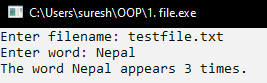 C:\Users\suresh\OOP\1. file.exe
Enter filename: testfile.txt
Enter word: Nepal
The word Nepal appears 3 times.